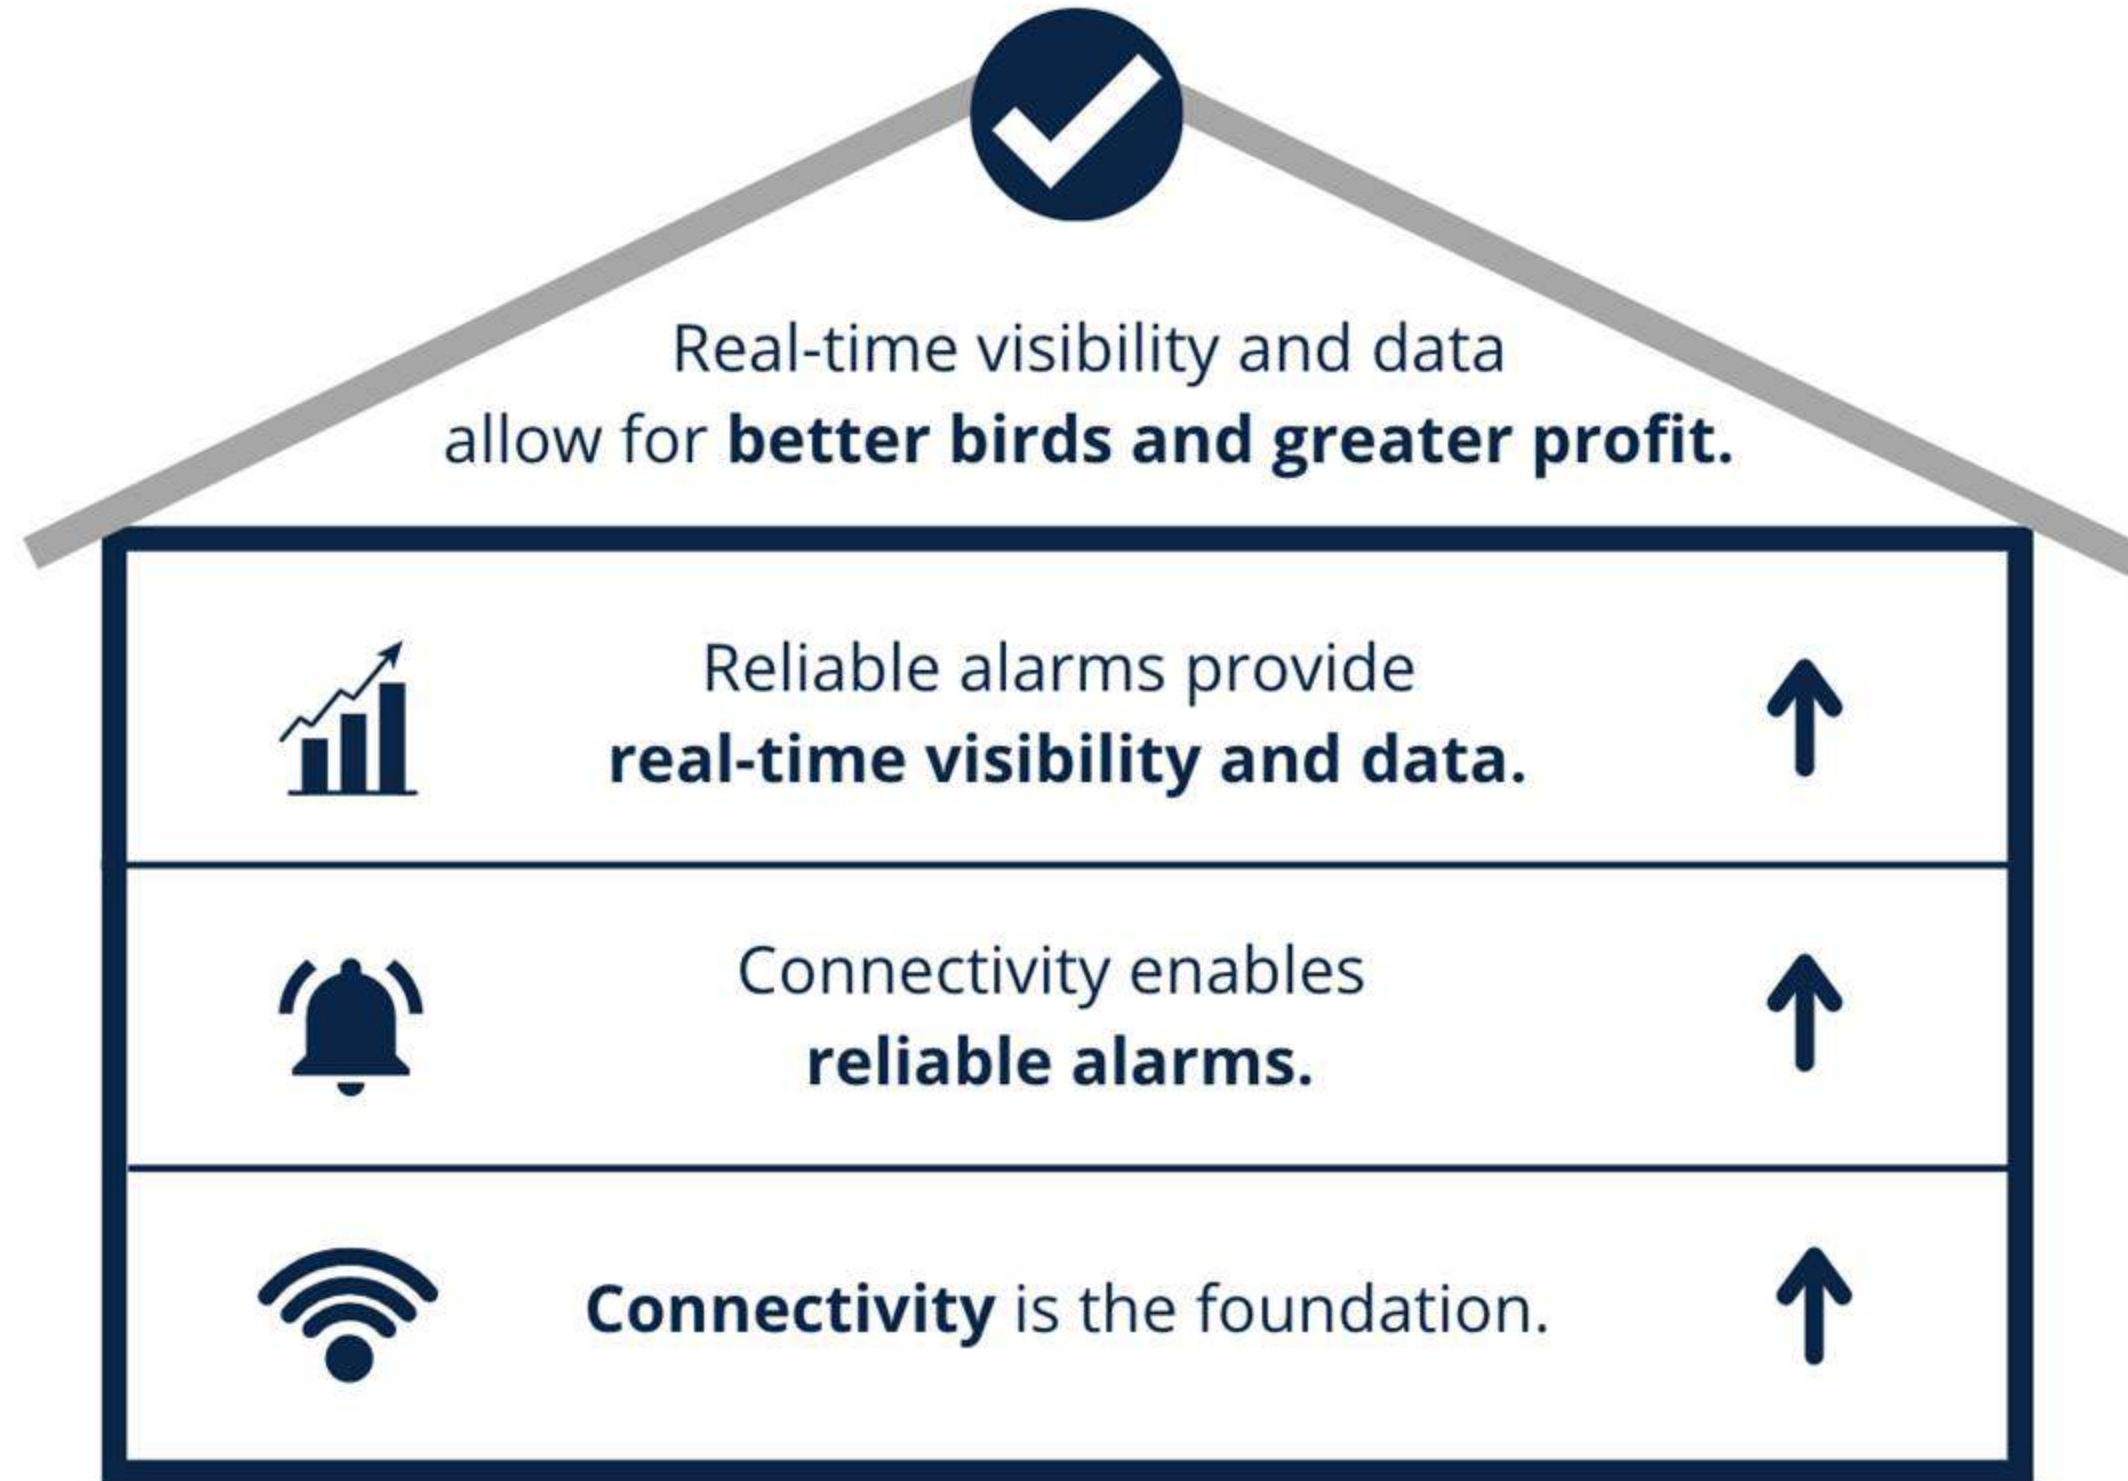 Real-time visibility and data
allow for better birds and greater profit.
Reliable alarms provide
real-time visibility and data.
Connectivity enables
reliable alarms.
Connectivity is the foundation.